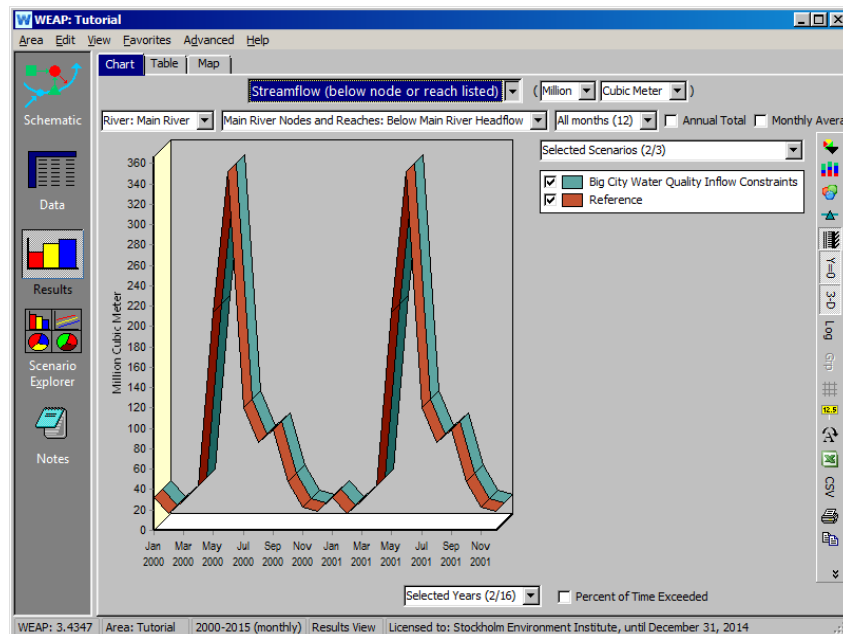 WEAP: Tutorial
Area Edit View Favorites Advanced Help
Schematic
Data
Results
Scenario
Explorer
Notes
Chart Table Map
Streamflow (below node or reach listed) ( Million Cubic Meter )
River: Main River Main River Nodes and Reaches: Below Main River Headflow All months (12) Annual Total Monthly Avera
Selected Scenarios (2/3)
Big City Water Quality Inflow Constraints
Reference
Million Cubic Meter
360
340
320
300
280
260
240
220
200
180
160
140
120
100
80
60
40
20
0
Jan Mar May Jul Sep Nov Jan Mar May Jul Sep Nov
2000 2000 2000 2000 2000 2000 2001 2001 2001 2001 2001 2001
Y=0
3-D
Log
Grp
12.5
A
CSV
Selected Years (2/16) Percent of Time Exceeded
WEAP: 3.4347 Area: Tutorial 2000-2015 (monthly) Results View Licensed to: Stockholm Environment Institute, until December 31, 2014